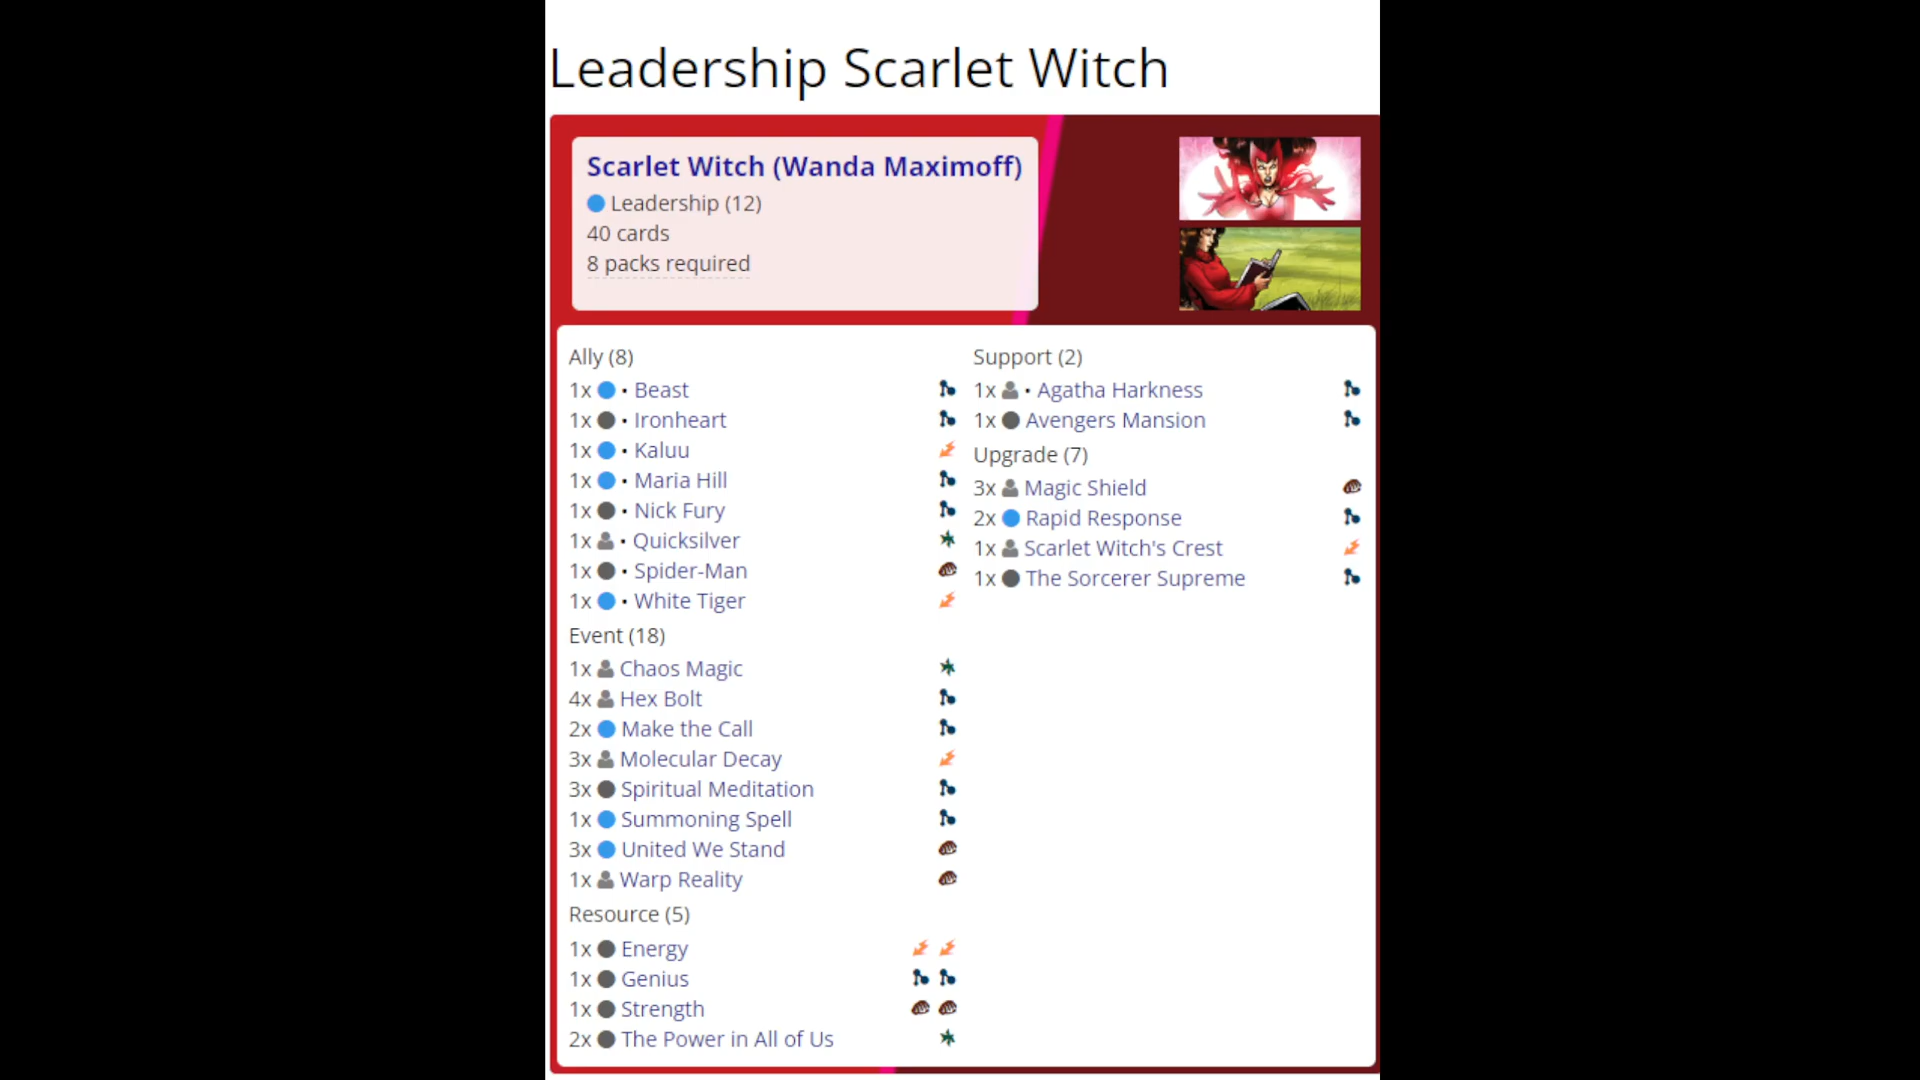 Leadership Scarlet Witch
Scarlet Witch (Wanda Maximoff)
Leadership (12)
40 cards
8 packs required
Ally (8)
1x • Beast
1x • Ironheart
1x • Kaluu
1x • Maria Hill
1x • Nick Fury
1x • Quicksilver
1x • Spider-Man
1x • White Tiger
Event (18)
1x Chaos Magic
4x Hex Bolt
2x Make the Call
3x Molecular Decay
3x Spiritual Meditation
1x Summoning Spell
3x United We Stand
1x Warp Reality
Resource (5)
1x Energy
1x Genius
1x Strength
2x The Power in All of Us
Support (2)
1x • Agatha Harkness
1x Avengers Mansion
Upgrade (7)
3x Magic Shield
2x Rapid Response
1x Scarlet Witch's Crest
1x The Sorcerer Supreme